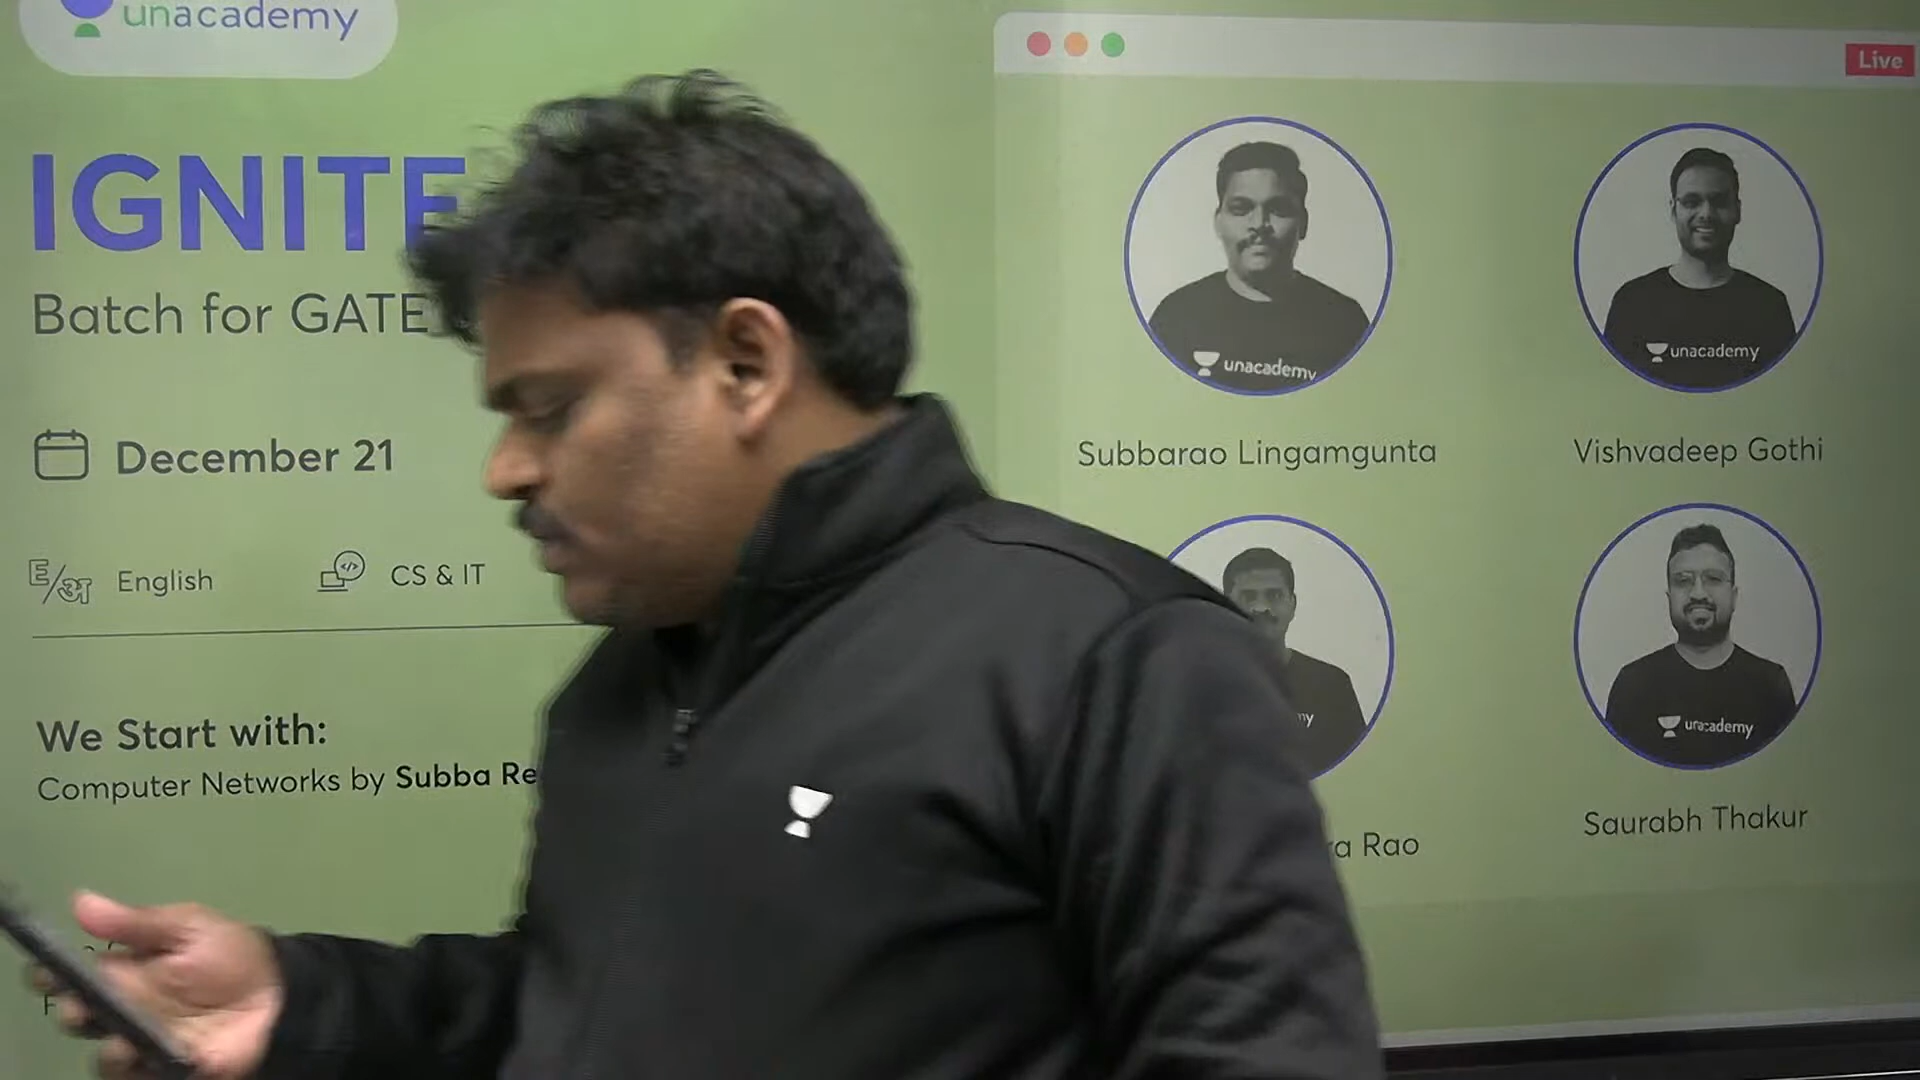 unacademy
IGNITE
Batch for GATE
December 21
E/अ English
CS & IT
We Start with:
Computer Networks by Subba Re
Live
unacademy
unacademy
Subbarao Lingamgunta
Vishvadeep Gothi
my
unacademy
Rao
Saurabh Thakur